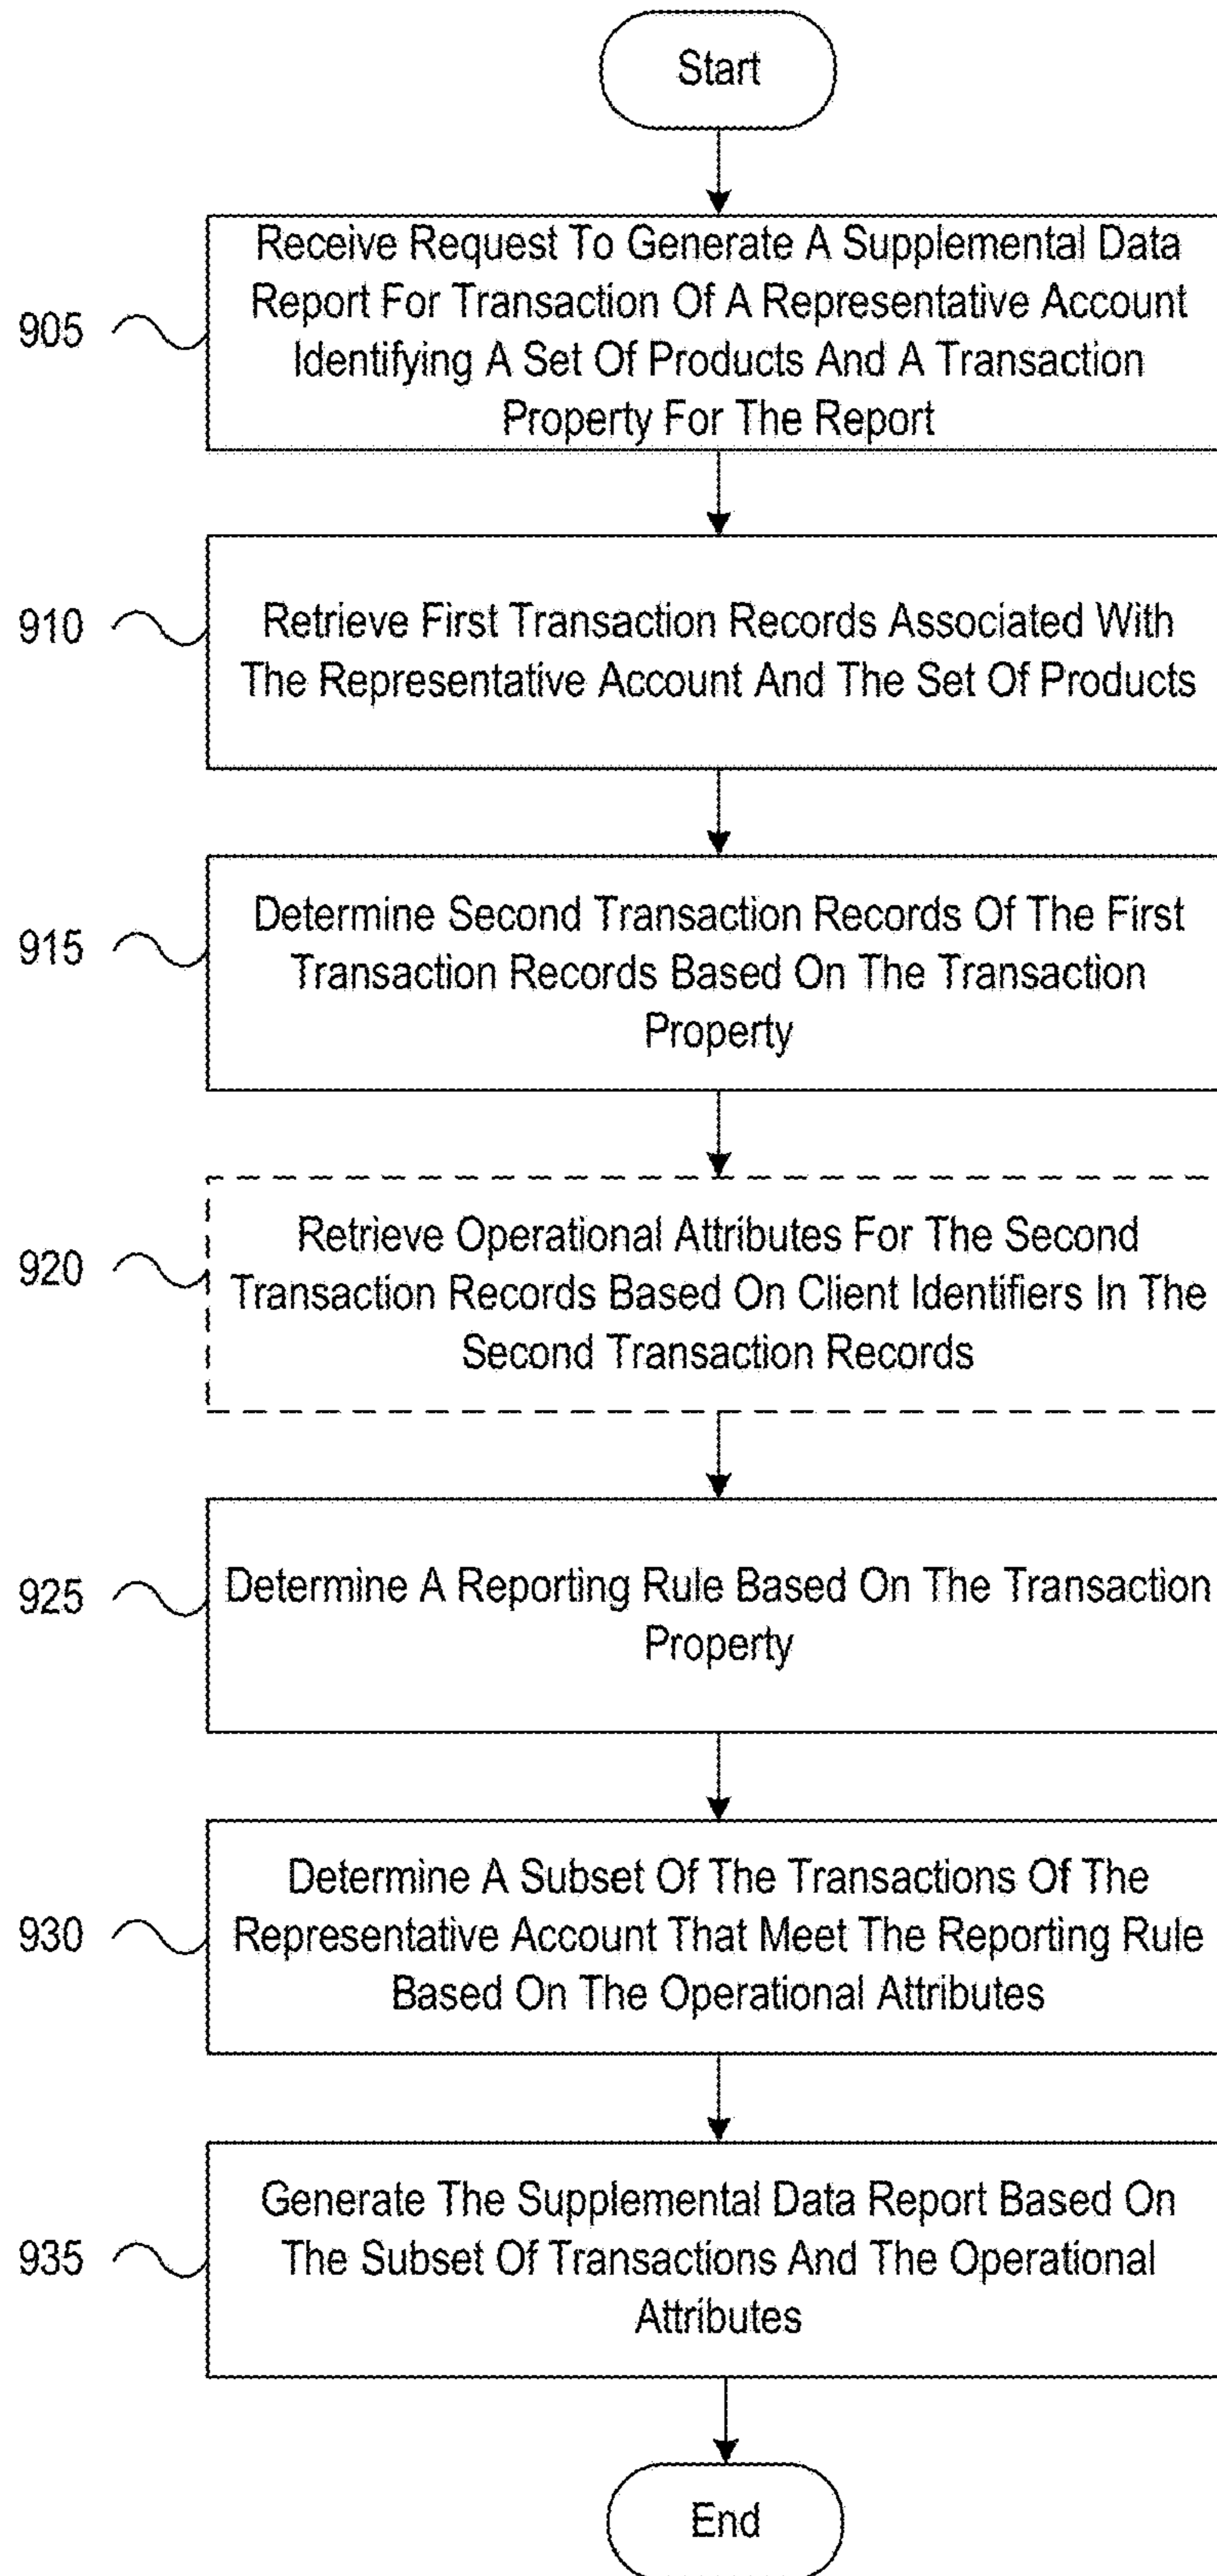 Start
905
Receive Request To Generate A Supplemental Data
Report For Transaction Of A Representative Account
Identifying A Set Of Products And A Transaction
Property For The Report
910
Retrieve First Transaction Records Associated With
The Representative Account And The Set Of Products
915
Determine Second Transaction Records Of The First
Transaction Records Based On The Transaction
Property
920
Retrieve Operational Attributes For The Second
Transaction Records Based On Client Identifiers In The
Second Transaction Records
925
Determine A Reporting Rule Based On The Transaction
Property
930
Determine A Subset Of The Transactions Of The
Representative Account That Meet The Reporting Rule
Based On The Operational Attributes
935
Generate The Supplemental Data Report Based On
The Subset Of Transactions And The Operational
Attributes
End